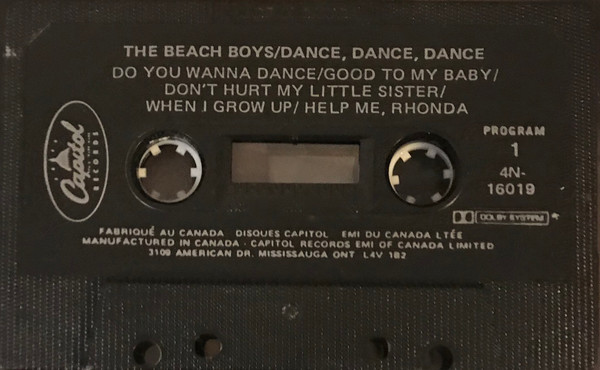 THE BEACH BOYS/DANCE, DANCE, DANCE
DO YOU WANNA DANCE/GOOD TO MY BABY/
DON'T HURT MY LITTLE SISTER/
WHEN I GROW UP/ HELP ME, RHONDA
Capitol
RECORDS
PROGRAM
1
4N-
16019
DOLBY SYSTEM
FABRIQUÉ AU CANADA DISQUES CAPITOL EMI DU CANADA LTÉE
MANUFACTURED IN CANADA · CAPITOL RECORDS EMI OF CANADA LIMITED
3109 AMERICAN DR. MISSISSAUGA ONT L4V 1B2